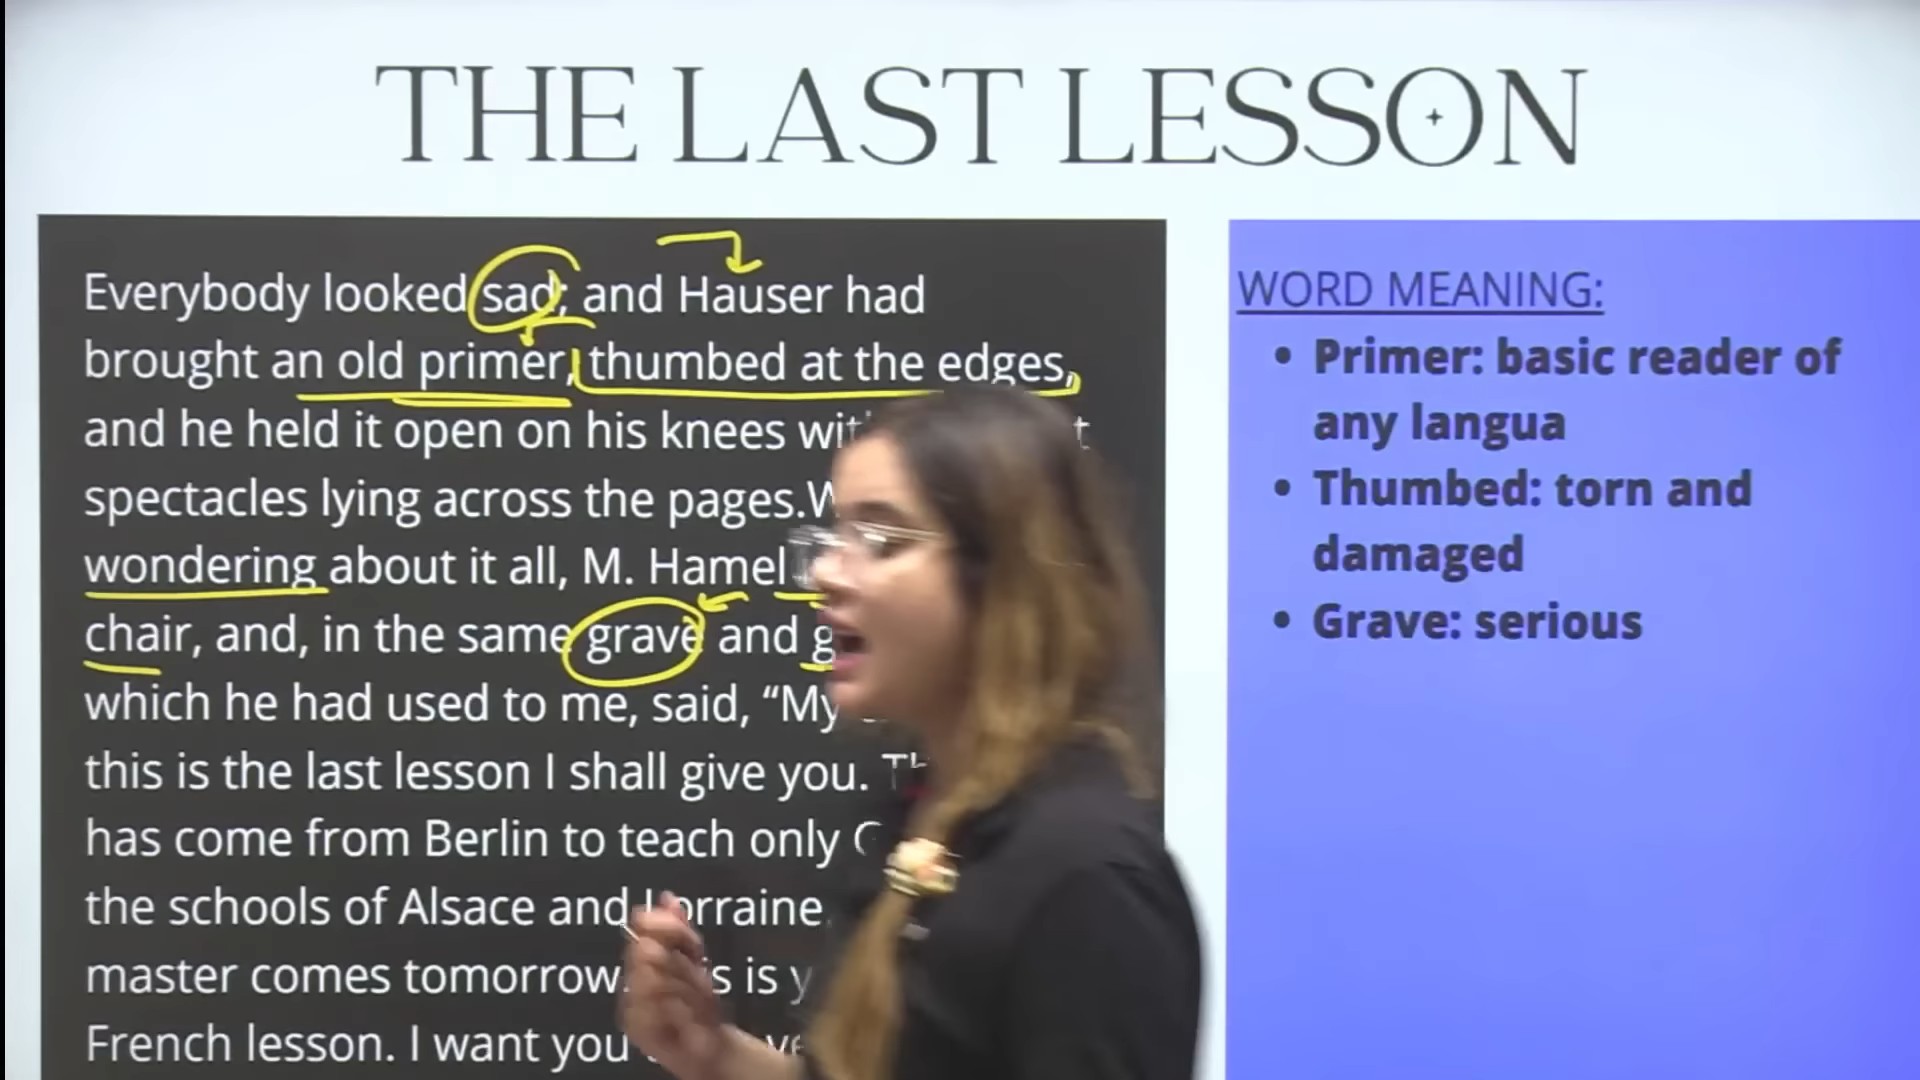 THE LAST LESSON
Everybody looked sad; and Hauser had
brought an old primer, thumbed at the edges,
and he held it open on his knees
spectacles lying across the pages.
wondering about it all, M. Hamel
chair, and, in the same grave and
which he had used to me, said, “My
this is the last lesson I shall give you.
has come from Berlin to teach only
the schools of Alsace and Lorraine.
master comes tomorrow. is
French lesson. I want you
WORD MEANING:
• Primer: basic reader of
any langua
• Thumbed: torn and
damaged
• Grave: serious